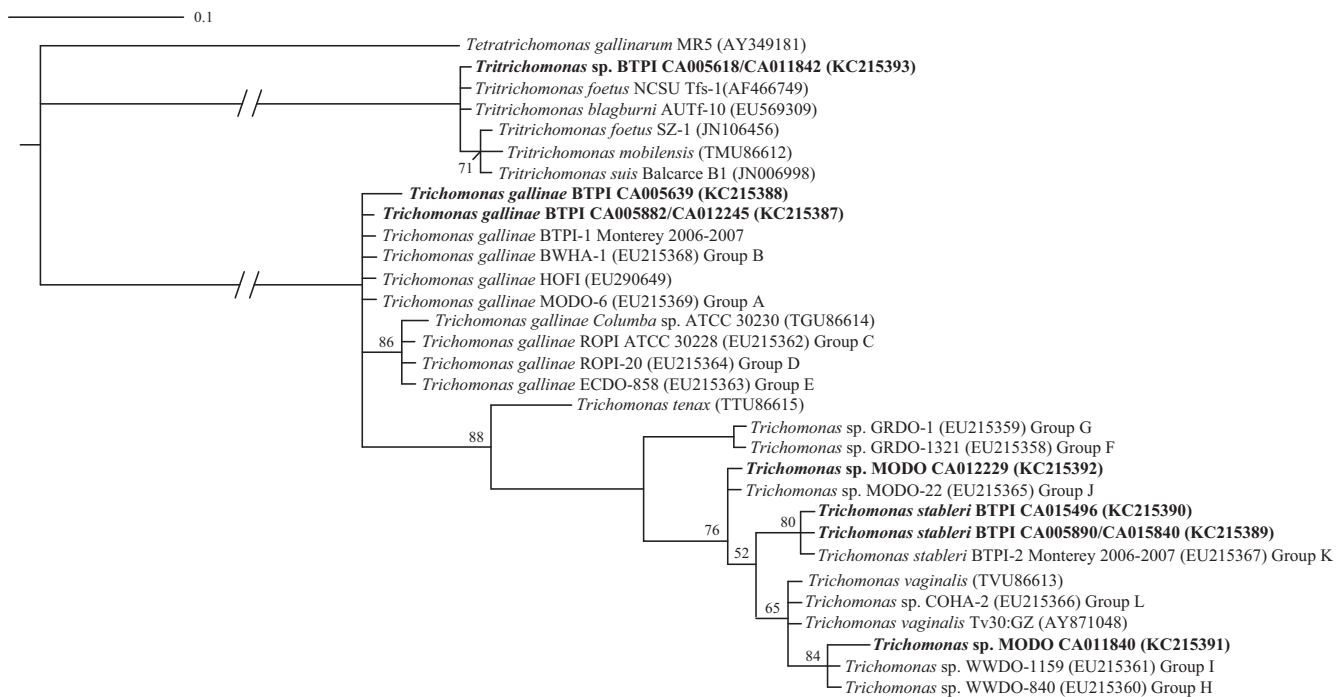 0.1
Tetratrichomonas gallinarum MR5 (AY349181)
Tritrichomonas sp. BTPI CA005618/CA011842 (KC215393)
Tritrichomonas foetus NCSU Tfs-1(AF466749)
Tritrichomonas blagburni AUTf-10 (EU569309)
Tritrichomonas foetus SZ-1 (JN106456)
Tritrichomonas mobilensis (TMU86612)
71
Tritrichomonas suis Balcarce B1 (JN006998)
Trichomonas gallinae BTPI CA005639 (KC215388)
Trichomonas gallinae BTPI CA005882/CA012245 (KC215387)
Trichomonas gallinae BTPI-1 Monterey 2006-2007
Trichomonas gallinae BWHA-1 (EU215368) Group B
Trichomonas gallinae HOFI (EU290649)
Trichomonas gallinae MODO-6 (EU215369) Group A
Trichomonas gallinae Columba sp. ATCC 30230 (TGU86614)
86
Trichomonas gallinae ROPI ATCC 30228 (EU215362) Group C
Trichomonas gallinae ROPI-20 (EU215364) Group D
Trichomonas gallinae ECDO-858 (EU215363) Group E
Trichomonas tenax (TTU86615)
88
Trichomonas sp. GRDO-1 (EU215359) Group G
Trichomonas sp. GRDO-1321 (EU215358) Group F
Trichomonas sp. MODO CA012229 (KC215392)
Trichomonas sp. MODO-22 (EU215365) Group J
76
Trichomonas stableri BTPI CA015496 (KC215390)
80
Trichomonas stableri BTPI CA005890/CA015840 (KC215389)
52
Trichomonas stableri BTPI-2 Monterey 2006-2007 (EU215367) Group K
Trichomonas vaginalis (TVU86613)
65
Trichomonas sp. COHA-2 (EU215366) Group L
Trichomonas vaginalis Tv30:GZ (AY871048)
Trichomonas sp. MODO CA011840 (KC215391)
84
Trichomonas sp. WWDO-1159 (EU215361) Group I
Trichomonas sp. WWDO-840 (EU215360) Group H